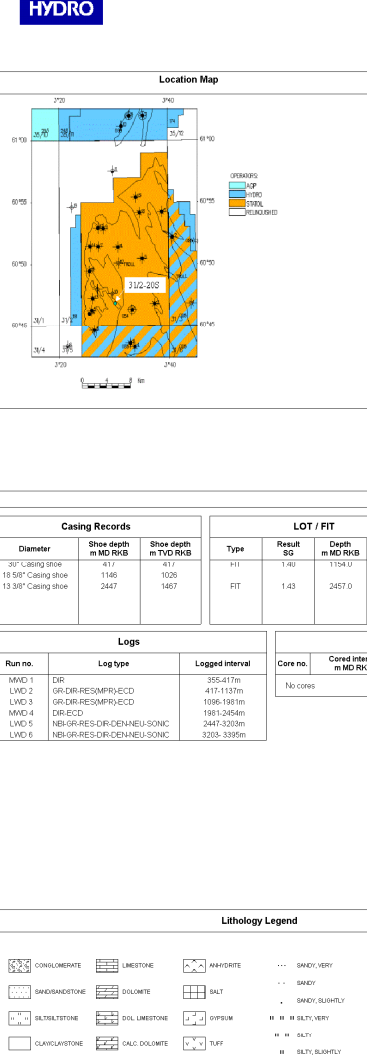 HYDRO
Location Map
3°20 3°40
61°00 61°00
60°55 60°55
60°50 60°50
60°45 60°45
31/2-20S
31/1 31/2 31/3
31/4 31/5
3°20 3°40
OPERATORS:
AGIP
HYDRO
STATOIL
RELINQUISHED
0 4 8 Km
Casing Records
Diameter Shoe depth m MD RKB Shoe depth m TVD RKB
30" Casing shoe 417 417
18 5/8" Casing shoe 1146 1026
13 3/8" Casing shoe 2447 1467
LOT / FIT
Type Result SG Depth m MD RKB
FIT 1.40 1154.0
FIT 1.43 2457.0
Logs
Run no. Log type Logged interval
MWD 1 DIR 355-417m
LWD 2 GR-DIR-RES(MPR)-ECD 417-1137m
LWD 3 GR-DIR-RES(MPR)-ECD 1096-1981m
MWD 4 DIR-ECD 1981-2454m
LWD 5 NBI-GR-RES-DIR-DEN-NEU-SONIC 2447-3203m
LWD 6 NBI-GR-RES-DIR-DEN-NEU-SONIC 3203- 3395m
Core no. Cored inter
m MD RK
No cores
Lithology Legend
CONGLOMERATE LIMESTONE ANHYDRITE SANDY, VERY
SAND/SANDSTONE DOLOMITE SALT SANDY
SANDY, SLIGHTLY
SILT/SILTSTONE DOL. LIMESTONE GYPSUM SILTY, VERY
SILTY
CLAY/CLAYSTONE CALC. DOLOMITE TUFF SILTY, SLIGHTLY